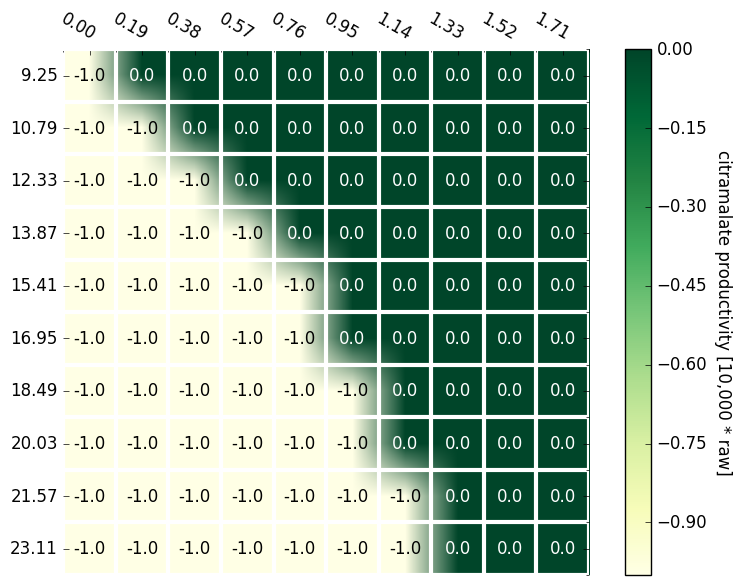 0.00 0.19 0.38 0.57 0.76 0.95 1.14 1.33 1.52 1.71
9.25 -1.0 0.0 0.0 0.0 0.0 0.0 0.0 0.0 0.0 0.0
10.79 -1.0 -1.0 0.0 0.0 0.0 0.0 0.0 0.0 0.0 0.0
12.33 -1.0 -1.0 -1.0 0.0 0.0 0.0 0.0 0.0 0.0 0.0
13.87 -1.0 -1.0 -1.0 -1.0 0.0 0.0 0.0 0.0 0.0 0.0
15.41 -1.0 -1.0 -1.0 -1.0 -1.0 0.0 0.0 0.0 0.0 0.0
16.95 -1.0 -1.0 -1.0 -1.0 -1.0 0.0 0.0 0.0 0.0 0.0
18.49 -1.0 -1.0 -1.0 -1.0 -1.0 -1.0 0.0 0.0 0.0 0.0
20.03 -1.0 -1.0 -1.0 -1.0 -1.0 -1.0 0.0 0.0 0.0 0.0
21.57 -1.0 -1.0 -1.0 -1.0 -1.0 -1.0 -1.0 0.0 0.0 0.0
23.11 -1.0 -1.0 -1.0 -1.0 -1.0 -1.0 -1.0 0.0 0.0 0.0
0.00
−0.15
−0.30
−0.45
−0.60
−0.75
−0.90
citramalate productivity [10,000 * raw]